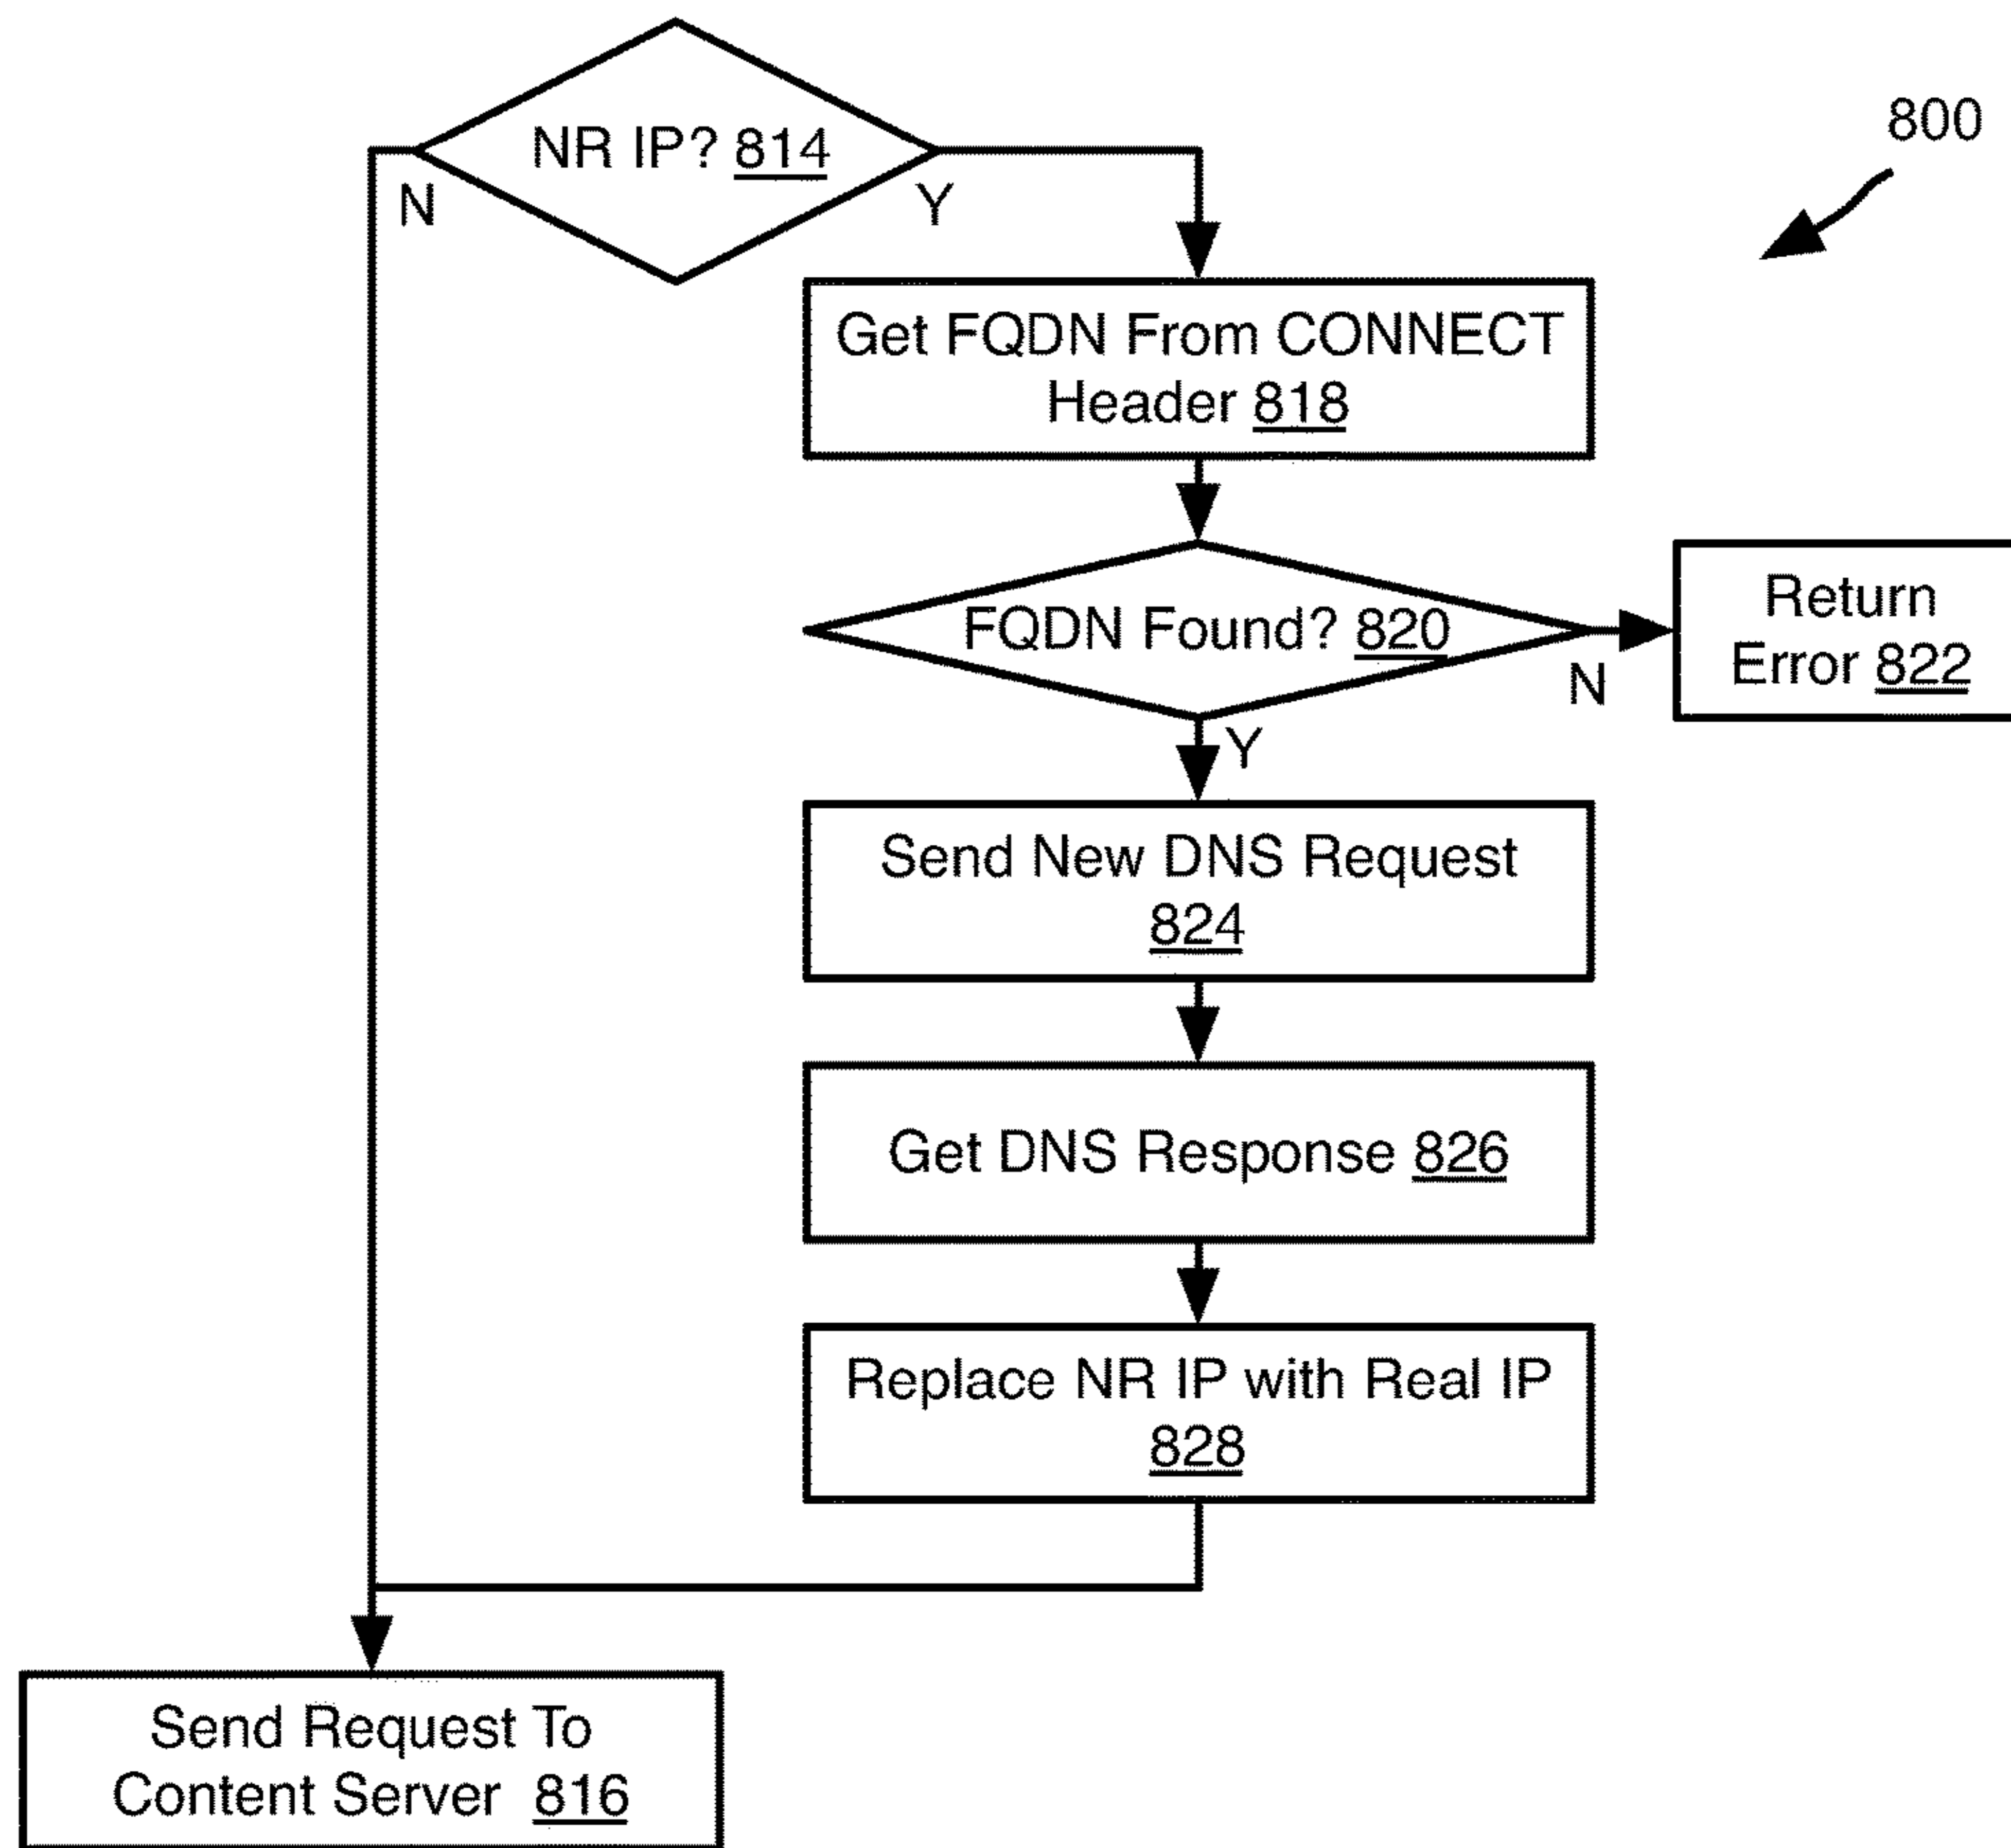 800
NR IP? 814
N
Y
Get FQDN From CONNECT
Header 818
FQDN Found? 820
N
Y
Return
Error 822
Send New DNS Request
824
Get DNS Response 826
Replace NR IP with Real IP
828
Send Request To
Content Server 816